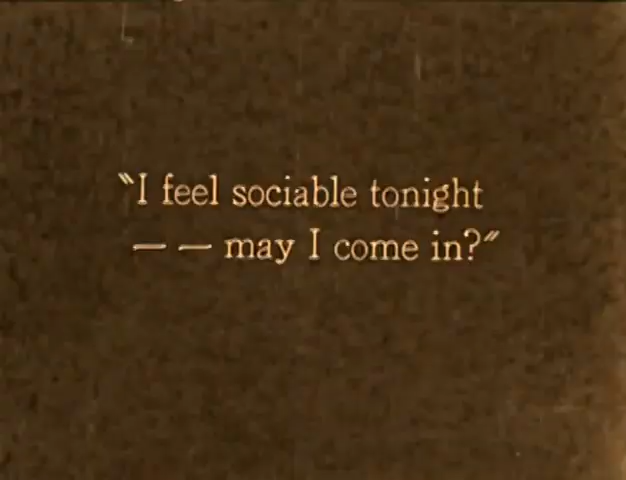 "I feel sociable tonight
— — may I come in?"